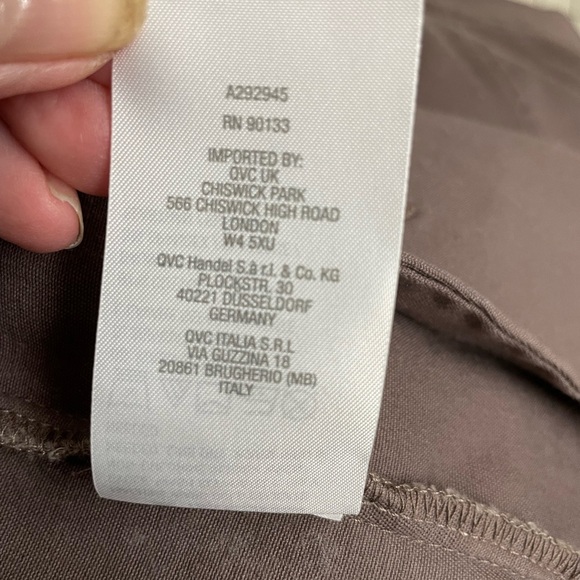 A292945
RN 90133
IMPORTED BY:
QVC UK
CHISWICK PARK
566 CHISWICK HIGH ROAD
LONDON
W4 5XU
QVC Handel S.à r.l. & Co. KG
PLOCKSTR. 30
40221 DÜSSELDORF
GERMANY
QVC ITALIA S.R.L
VIA GUZZINA 18
20861 BRUGHERIO (MB)
ITALY